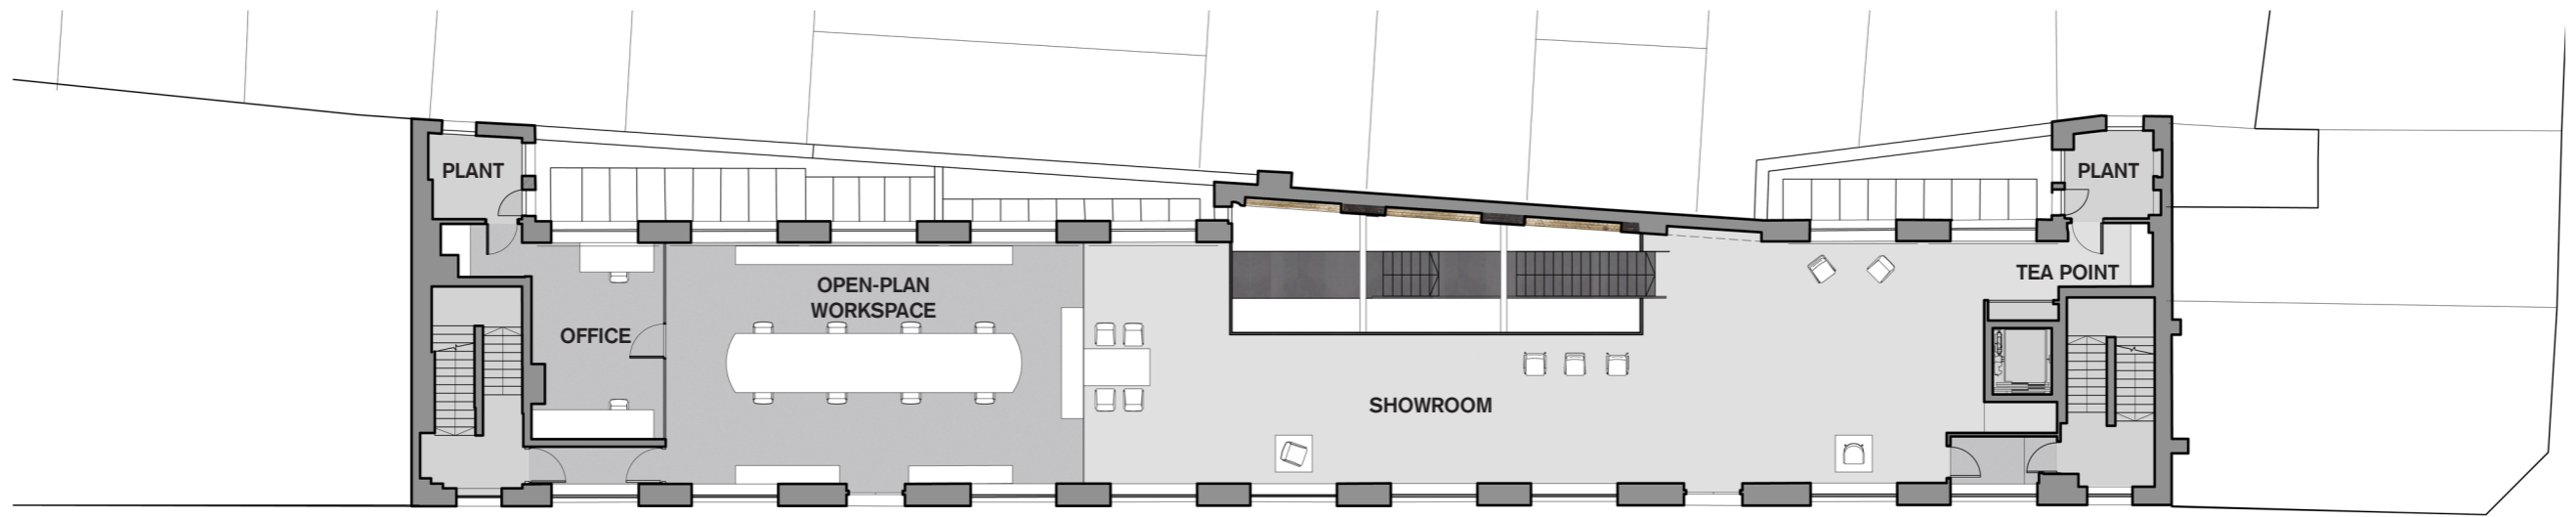 PLANT
PLANT
TEA POINT
OPEN-PLAN
WORKSPACE
OFFICE
SHOWROOM